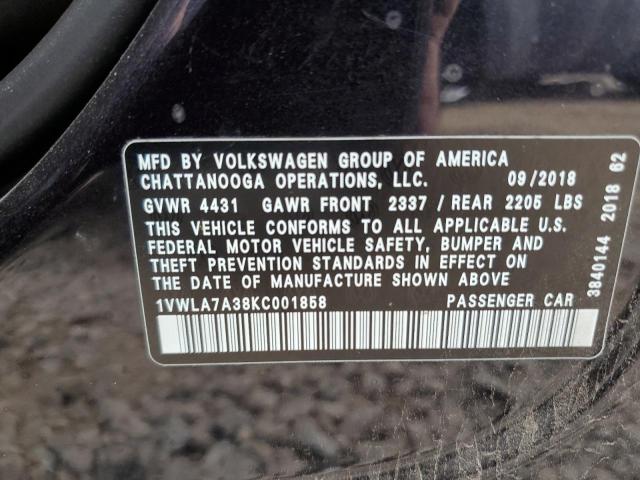 MFD BY VOLKSWAGEN GROUP OF AMERICA
CHATTANOOGA OPERATIONS, LLC. 09/2018
GVWR 4431 GAWR FRONT 2337 / REAR 2205 LBS
THIS VEHICLE CONFORMS TO ALL APPLICABLE U.S.
FEDERAL MOTOR VEHICLE SAFETY, BUMPER AND
THEFT PREVENTION STANDARDS IN EFFECT ON
THE DATE OF MANUFACTURE SHOWN ABOVE
1VWLA7A38KC001858 PASSENGER CAR
3840144 2018 62